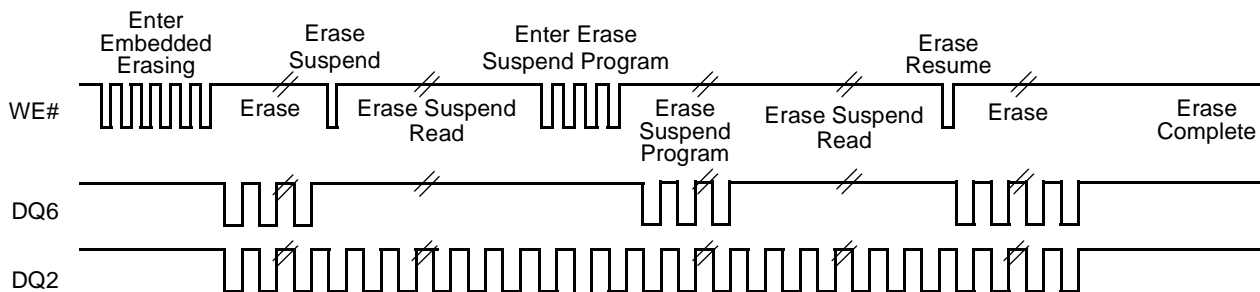 Enter
Embedded
Erasing
Erase
Suspend
Enter Erase
Suspend Program
Erase
Resume
WE#
Erase
Erase Suspend
Read
Erase
Suspend
Program
Erase Suspend
Read
Erase
Erase
Complete
DQ6
DQ2